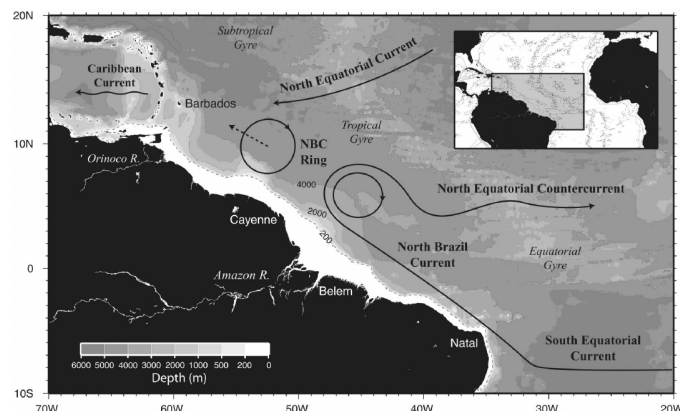 20N
Subtropical
Gyre
North Equatorial Current
Caribbean
Current
Barbados
Tropical
Gyre
10N
NBC
Ring
Orinoco R.
4000
North Equatorial Countercurrent
2000
Cayenne
200
North Brazil
Current
Equatorial
Gyre
0
Amazon R.
Belem
South Equatorial
Current
Natal
6000 5000 4000 3000 2000 1000 500 200 0
Depth (m)
10S
70W 60W 50W 40W 30W 20W